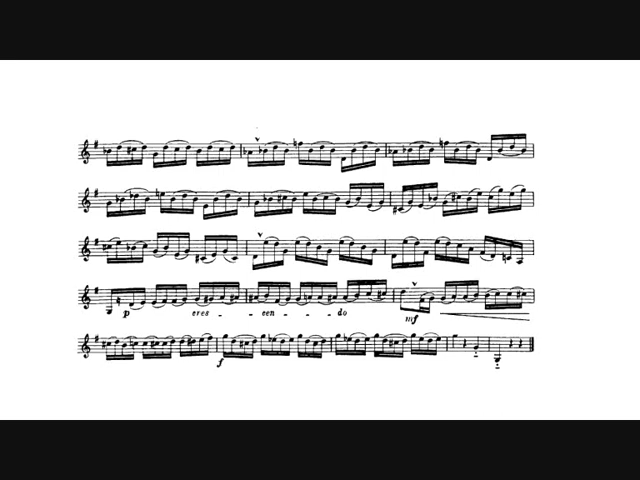 p cres - cen - do mf
f